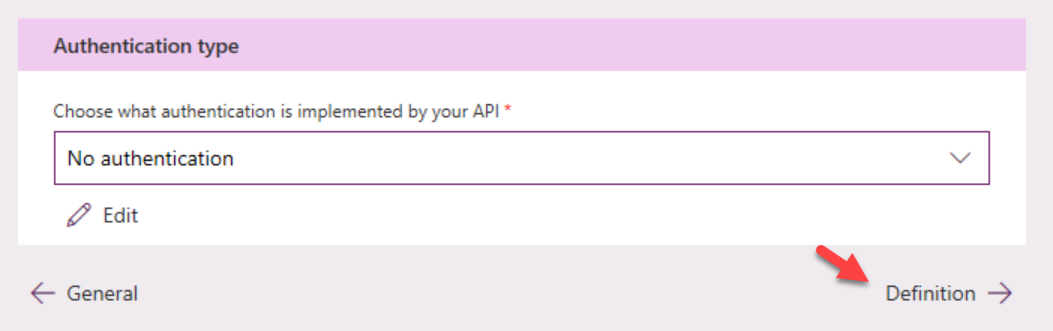 Authentication type
Choose what authentication is implemented by your API *
No authentication
Edit
General
Definition